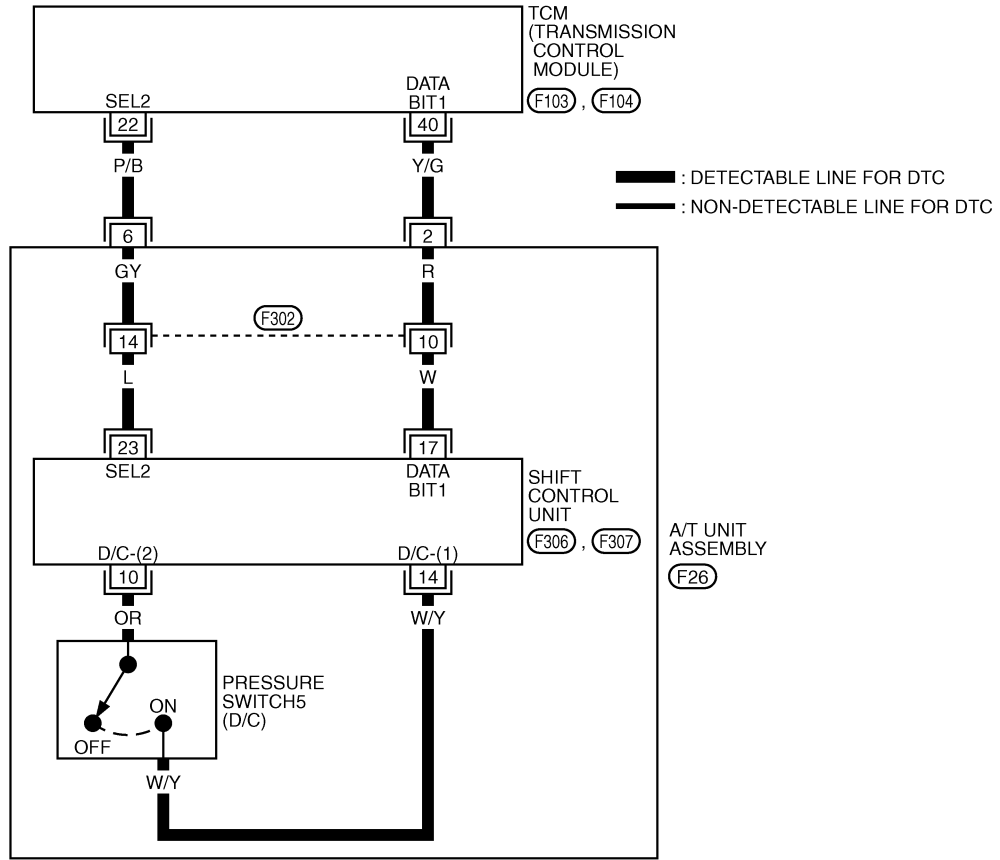 TCM
(TRANSMISSION
CONTROL
MODULE)
F103 , F104
DATA
SEL2 BIT1
22 40
P/B Y/G
: DETECTABLE LINE FOR DTC
: NON-DETECTABLE LINE FOR DTC
6 2
GY R
F302
14 10
L W
23 17
SEL2 DATA
BIT1
SHIFT
CONTROL
UNIT
F306 , F307
A/T UNIT
ASSEMBLY
F26
D/C-(2) D/C-(1)
10 14
OR W/Y
PRESSURE
SWITCH5
(D/C)
ON
OFF
W/Y